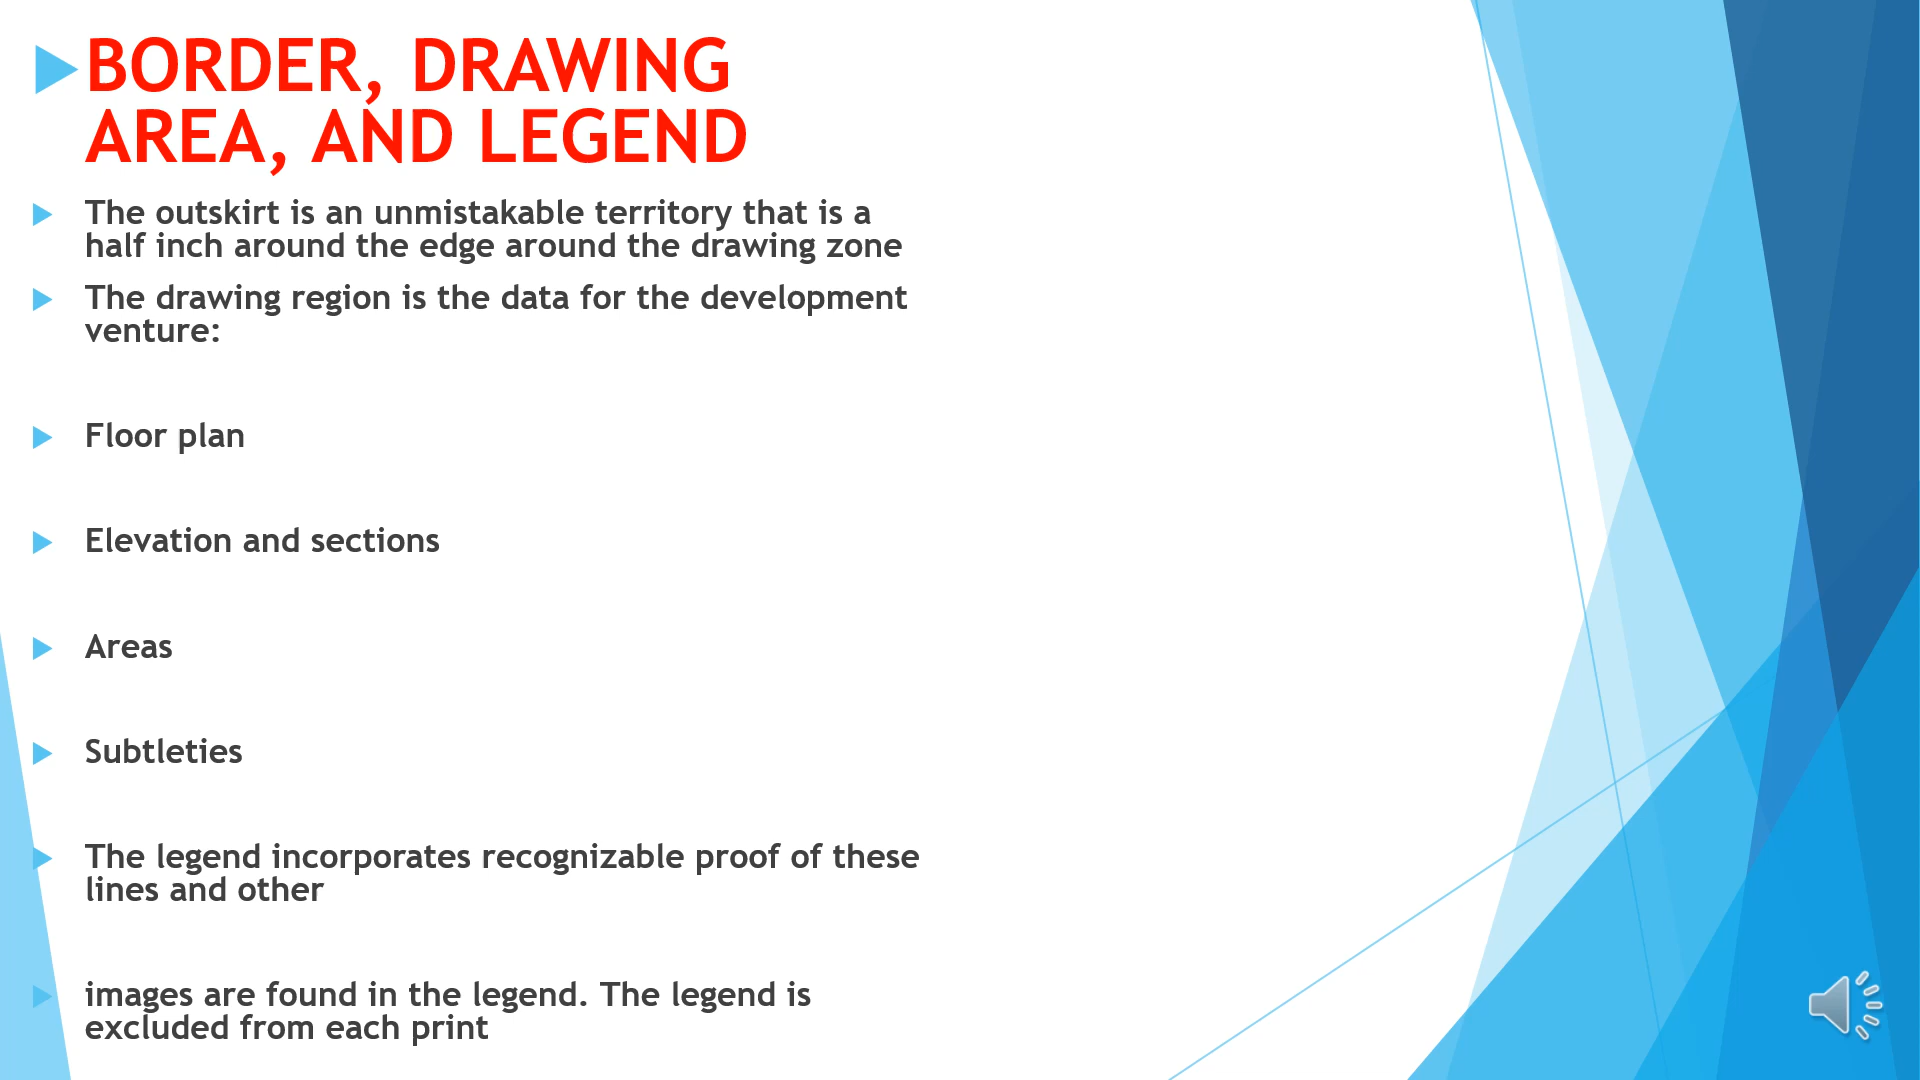 BORDER, DRAWING
AREA, AND LEGEND
The outskirt is an unmistakable territory that is a
half inch around the edge around the drawing zone
The drawing region is the data for the development
venture:
Floor plan
Elevation and sections
Areas
Subtleties
The legend incorporates recognizable proof of these
lines and other
images are found in the legend. The legend is
excluded from each print